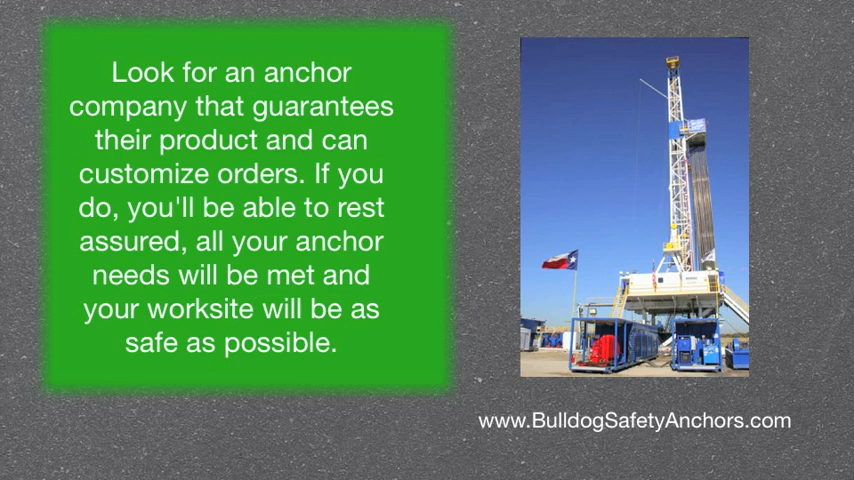 Look for an anchor
company that guarantees
their product and can
customize orders. If you
do, you'll be able to rest
assured, all your anchor
needs will be met and
your worksite will be as
safe as possible.
www.BulldogSafetyAnchors.com